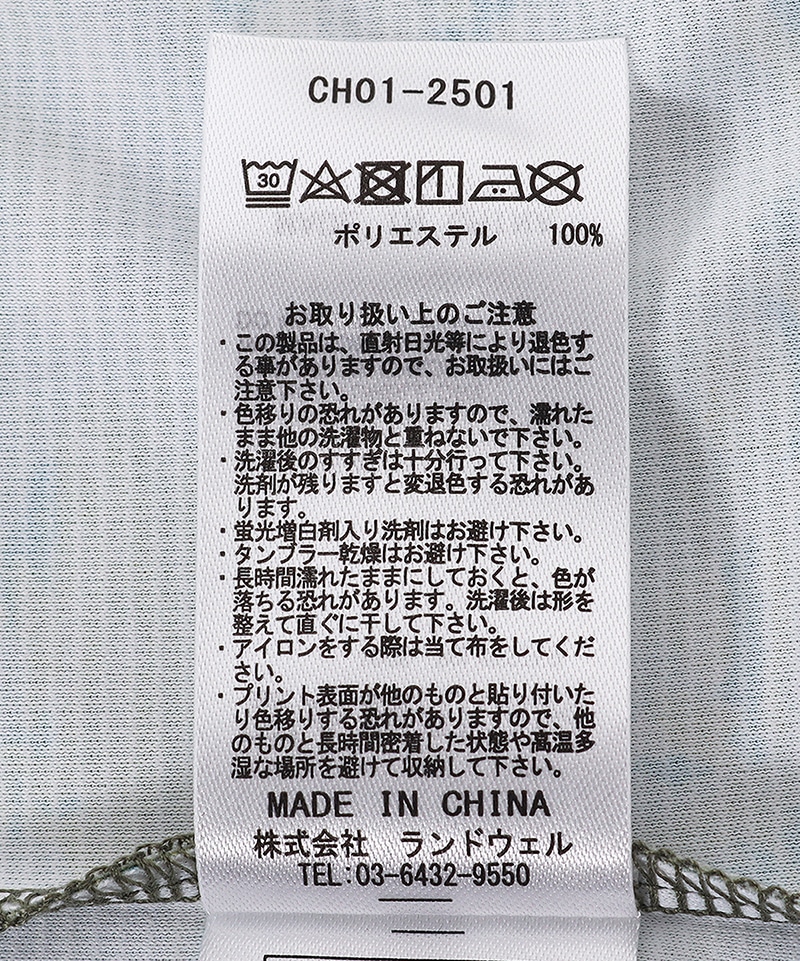 CH01-2501
30
ポリエステル 100%
お取り扱い上のご注意
・この製品は、直射日光等により退色す
る事がありますので、お取扱いにはご
注意下さい。
・色移りの恐れがありますので、濡れた
まま他の洗濯物と重ねないで下さい。
・洗濯後のすすぎは十分行って下さい。
洗剤が残りますと変退色する恐れがあ
ります。
・蛍光増白剤入り洗剤はお避け下さい。
・タンブラー乾燥はお避け下さい。
・長時間濡れたままにしておくと、色が
落ちる恐れがあります。洗濯後は形を
整えて直ぐに干して下さい。
・アイロンをする際は当て布をしてくだ
さい。
・プリント表面が他のものと貼り付いた
り色移りする恐れがありますので、他
のものと長時間密着した状態や高温多
湿な場所を避けて収納して下さい。
MADE IN CHINA
株式会社 ランドウェル
TEL:03-6432-9550